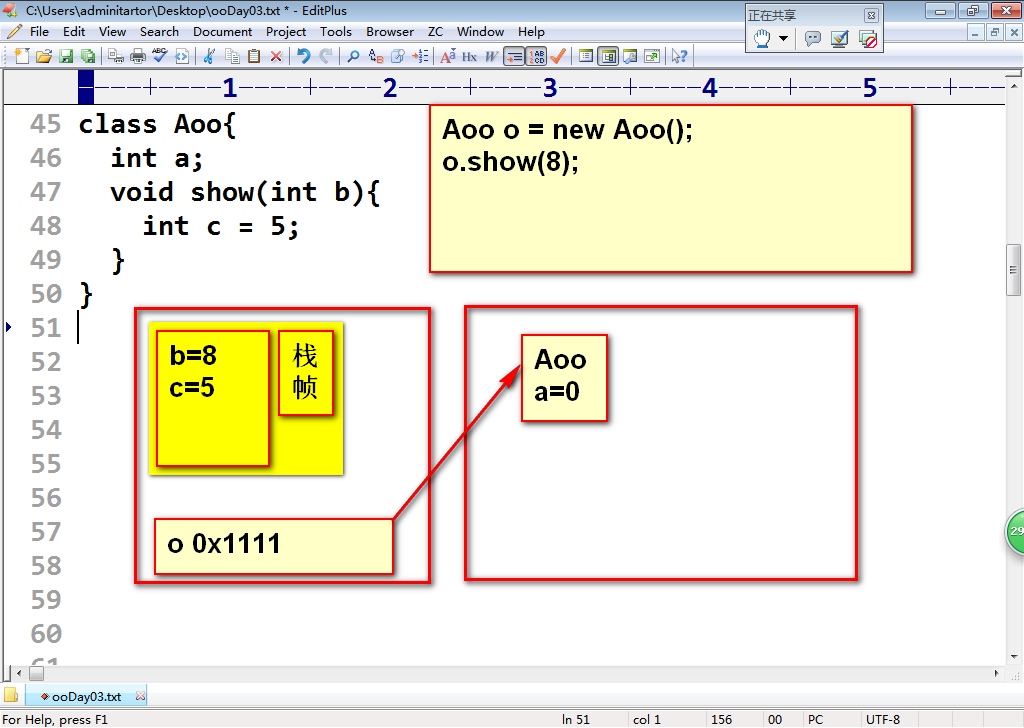 C:\Users\adminitartor\Desktop\ooDay03.txt * - EditPlus
正在共享
File Edit View Search Document Project Tools Browser ZC Window Help
1 2 3 4 5
45 class Aoo{
46 int a;
47 void show(int b){
48 int c = 5;
49 }
50 }
51
52
53
54
55
56
57
58
59
60
61
Aoo o = new Aoo();
o.show(8);
b=8
c=5
栈
帧
o 0x1111
Aoo
a=0
29
ooDay03.txt
For Help, press F1 ln 51 col 1 156 00 PC UTF-8